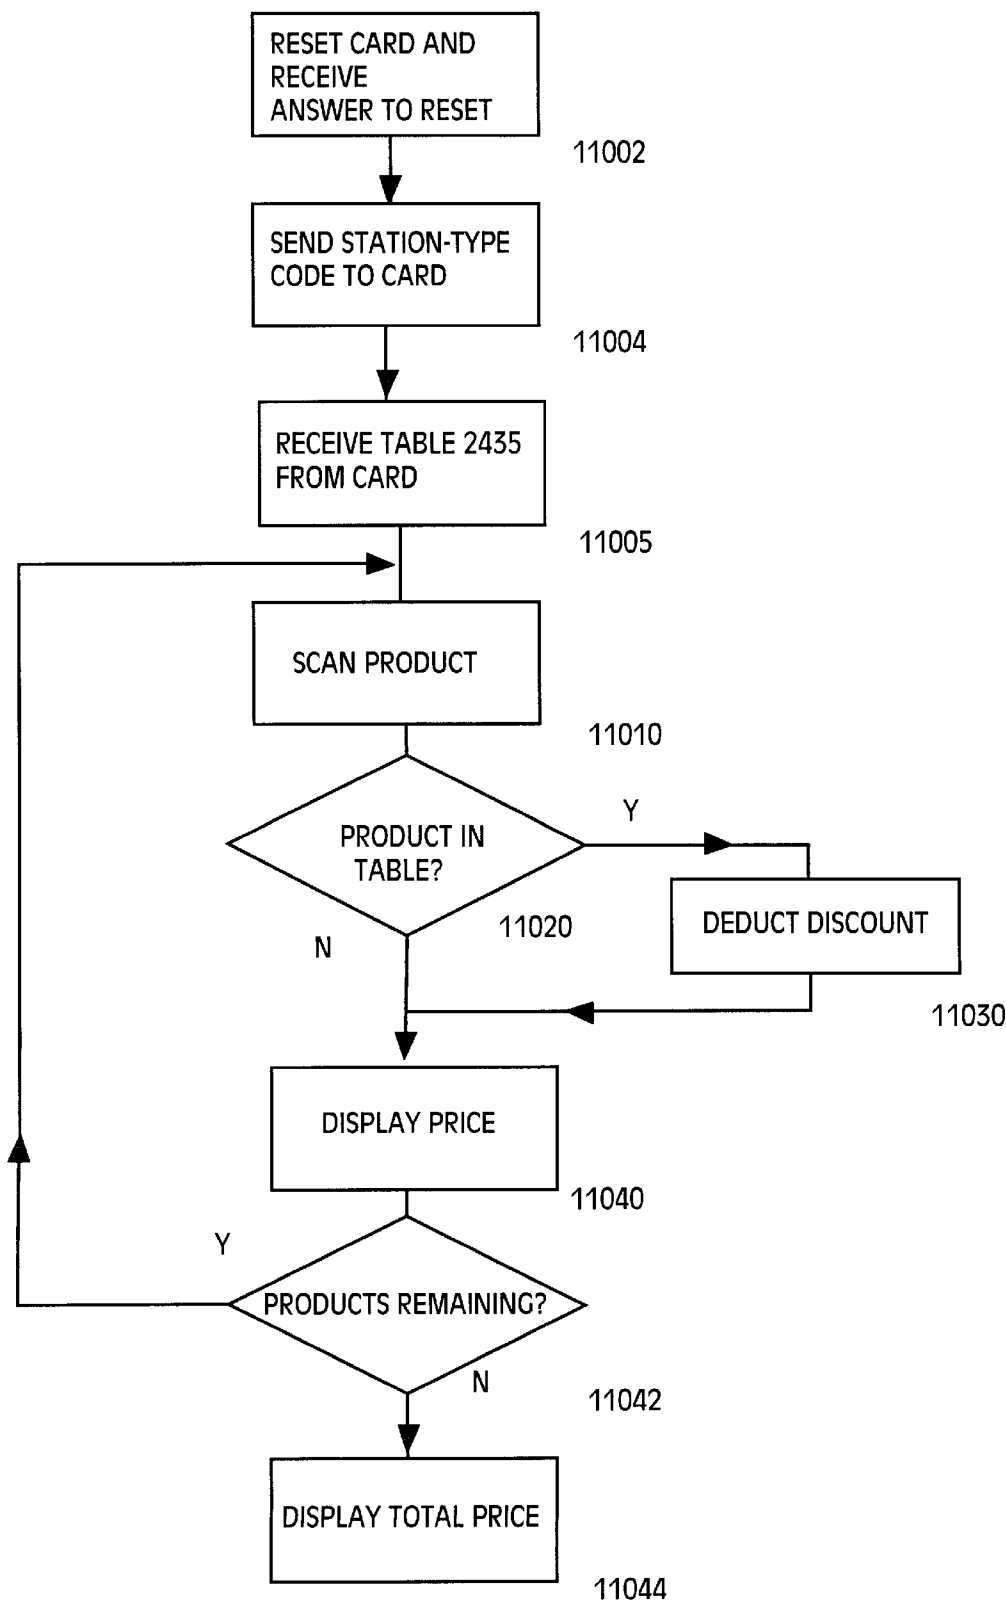 RESET CARD AND
RECEIVE
ANSWER TO RESET
11002
SEND STATION-TYPE
CODE TO CARD
11004
RECEIVE TABLE 2435
FROM CARD
11005
SCAN PRODUCT
11010
PRODUCT IN
TABLE?
Y
11020
N
DEDUCT DISCOUNT
11030
DISPLAY PRICE
11040
Y
PRODUCTS REMAINING?
N
11042
DISPLAY TOTAL PRICE
11044